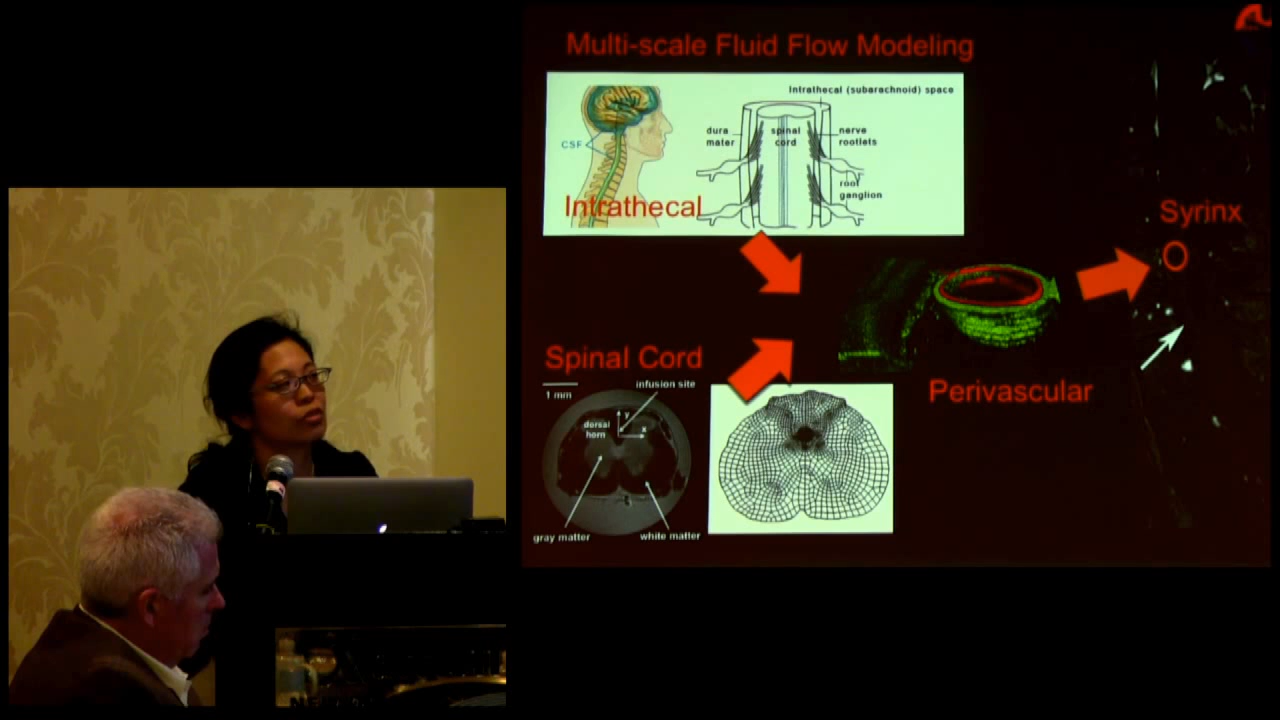 Multi-scale Fluid Flow Modeling
Intrathecal (subarachnoid) space
dura
mater
spinal
cord
nerve
rootlets
CSF
root
ganglion
Intrathecal
Syrinx
Spinal Cord
1 mm
infusion site
y
x
dorsal
horn
Perivascular
gray matter
white matter